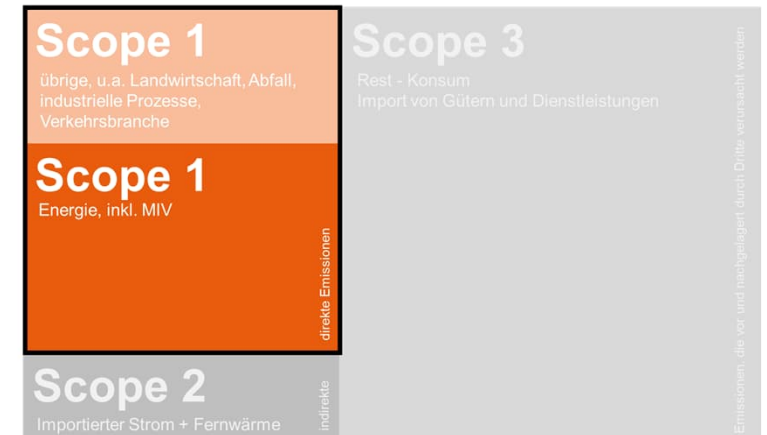 Scope 1
übrige, u.a. Landwirtschaft, Abfall,
industrielle Prozesse,
Verkehrsbranche
Scope 1
Energie, inkl. MIV
direkte Emissionen
Scope 2
Importierter Strom + Fernwärme
indirekte
Scope 3
Rest - Konsum
Import von Gütern und Dienstleistungen
Emissionen, die vor und nachgelagert durch Dritte verursacht werden